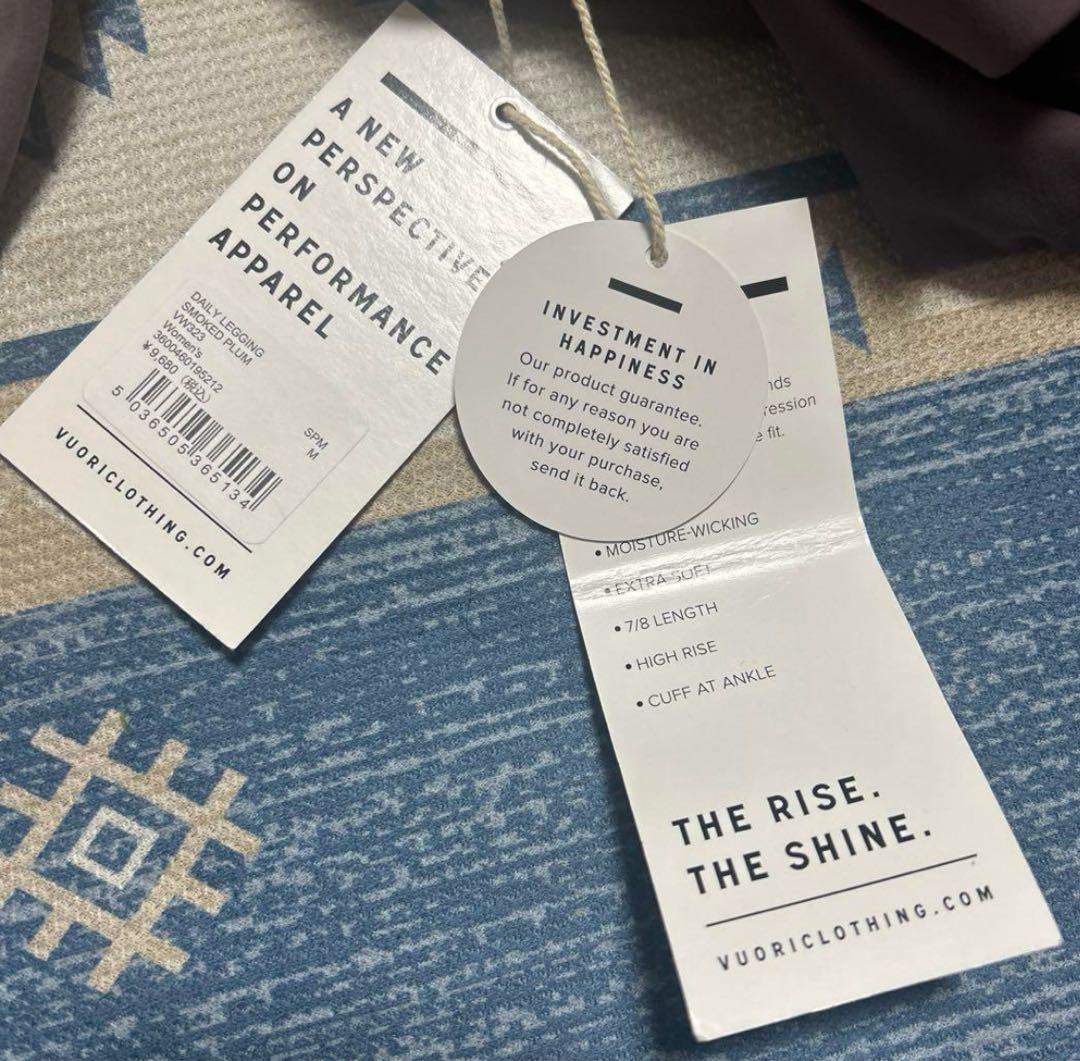 A NEW
PERSPECTIVE
ON
PERFORMANCE
APPAREL
DAILY LEGGING
SMOKED PLUM
VW323
3600460195212
Women's
¥9,680 (税込)
SPM
M
5 036505 365134
VUORICLOTHING.COM
INVESTMENT IN
HAPPINESS
Our product guarantee.
If for any reason you are
not completely satisfied
with your purchase,
send it back.
fit.
• MOISTURE-WICKING
• EXTRA SOFT
• 7/8 LENGTH
• HIGH RISE
• CUFF AT ANKLE
THE RISE.
THE SHINE.
VUORICLOTHING.COM